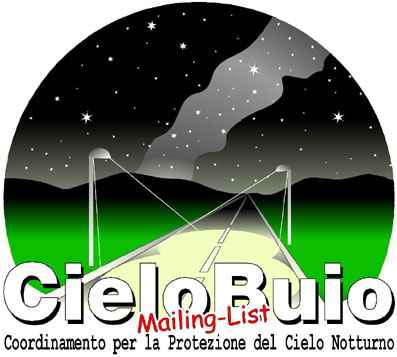 CieloBuio
Mailing-List
Coordinamento per la Protezione del Cielo Notturno